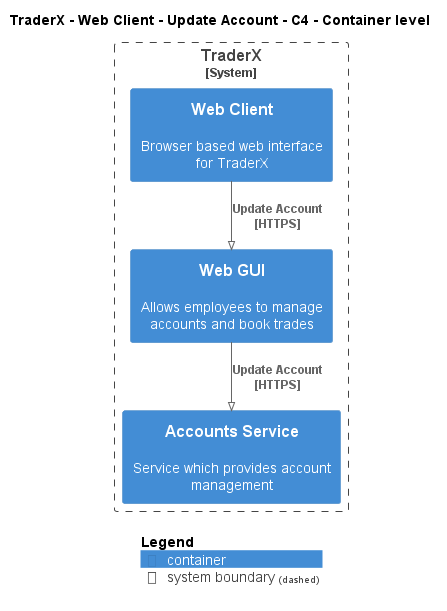 TraderX - Web Client - Update Account - C4 - Container level
TraderX
[System]
Web Client
Browser based web interface
for TraderX
Update Account
[HTTPS]
Web GUI
Allows employees to manage
accounts and book trades
Update Account
[HTTPS]
Accounts Service
Service which provides account
management
Legend
container
system boundary (dashed)